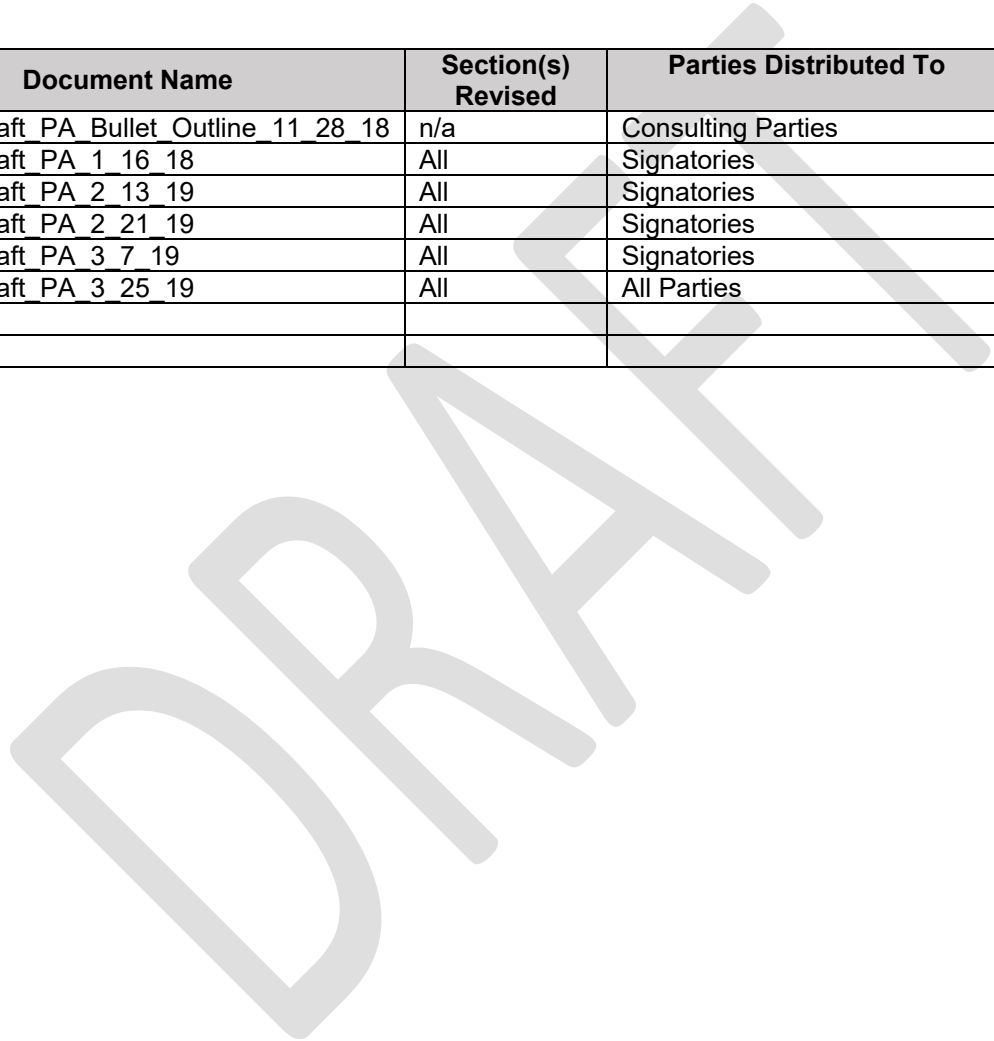 Document Name Section(s) Revised Parties Distributed To
aft_PA_Bullet_Outline_11_28_18 n/a Consulting Parties
aft_PA_1_16_18 All Signatories
aft_PA_2_13_19 All Signatories
aft_PA_2_21_19 All Signatories
aft_PA_3_7_19 All Signatories
aft_PA_3_25_19 All All Parties
DRAFT